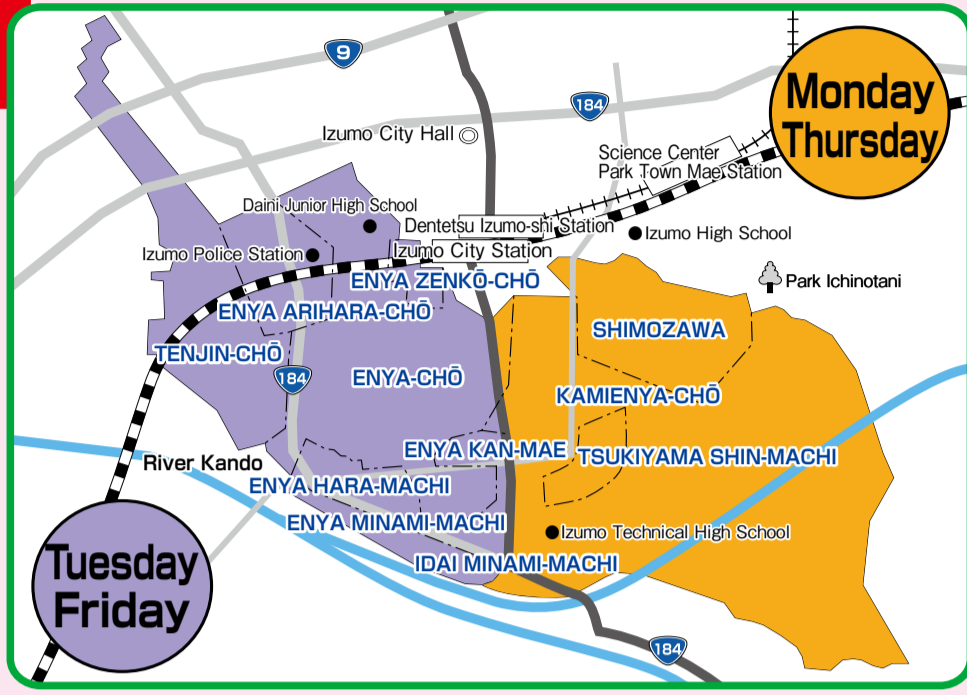 9
184
Monday
Thursday
Izumo City Hall
Science Center
Park Town Mae Station
Daini Junior High School
Dentetsu Izumo-shi Station
Izumo High School
Izumo Police Station
Izumo City Station
Park Ichinotani
ENYA ZENKŌ-CHŌ
ENYA ARIHARA-CHŌ
SHIMOZAWA
TENJIN-CHŌ
184
ENYA-CHŌ
KAMIENYA-CHŌ
ENYA KAN-MAE
TSUKIYAMA SHIN-MACHI
River Kando
ENYA HARA-MACHI
ENYA MINAMI-MACHI
Izumo Technical High School
IDAI MINAMI-MACHI
Tuesday
Friday
184